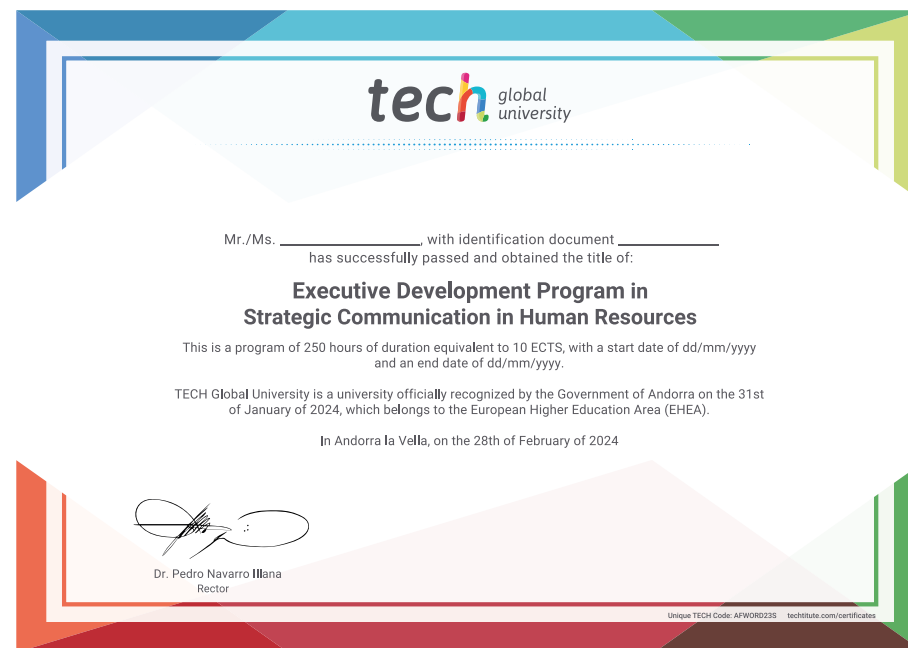 tech global university
Mr./Ms. ____________________, with identification document ______________
has successfully passed and obtained the title of:
Executive Development Program in
Strategic Communication in Human Resources
This is a program of 250 hours of duration equivalent to 10 ECTS, with a start date of dd/mm/yyyy
and an end date of dd/mm/yyyy.
TECH Global University is a university officially recognized by the Government of Andorra on the 31st
of January of 2024, which belongs to the European Higher Education Area (EHEA).
In Andorra la Vella, on the 28th of February of 2024
Dr. Pedro Navarro Illana
Rector
Unique TECH Code: AFWORD23S techtitute.com/certificates